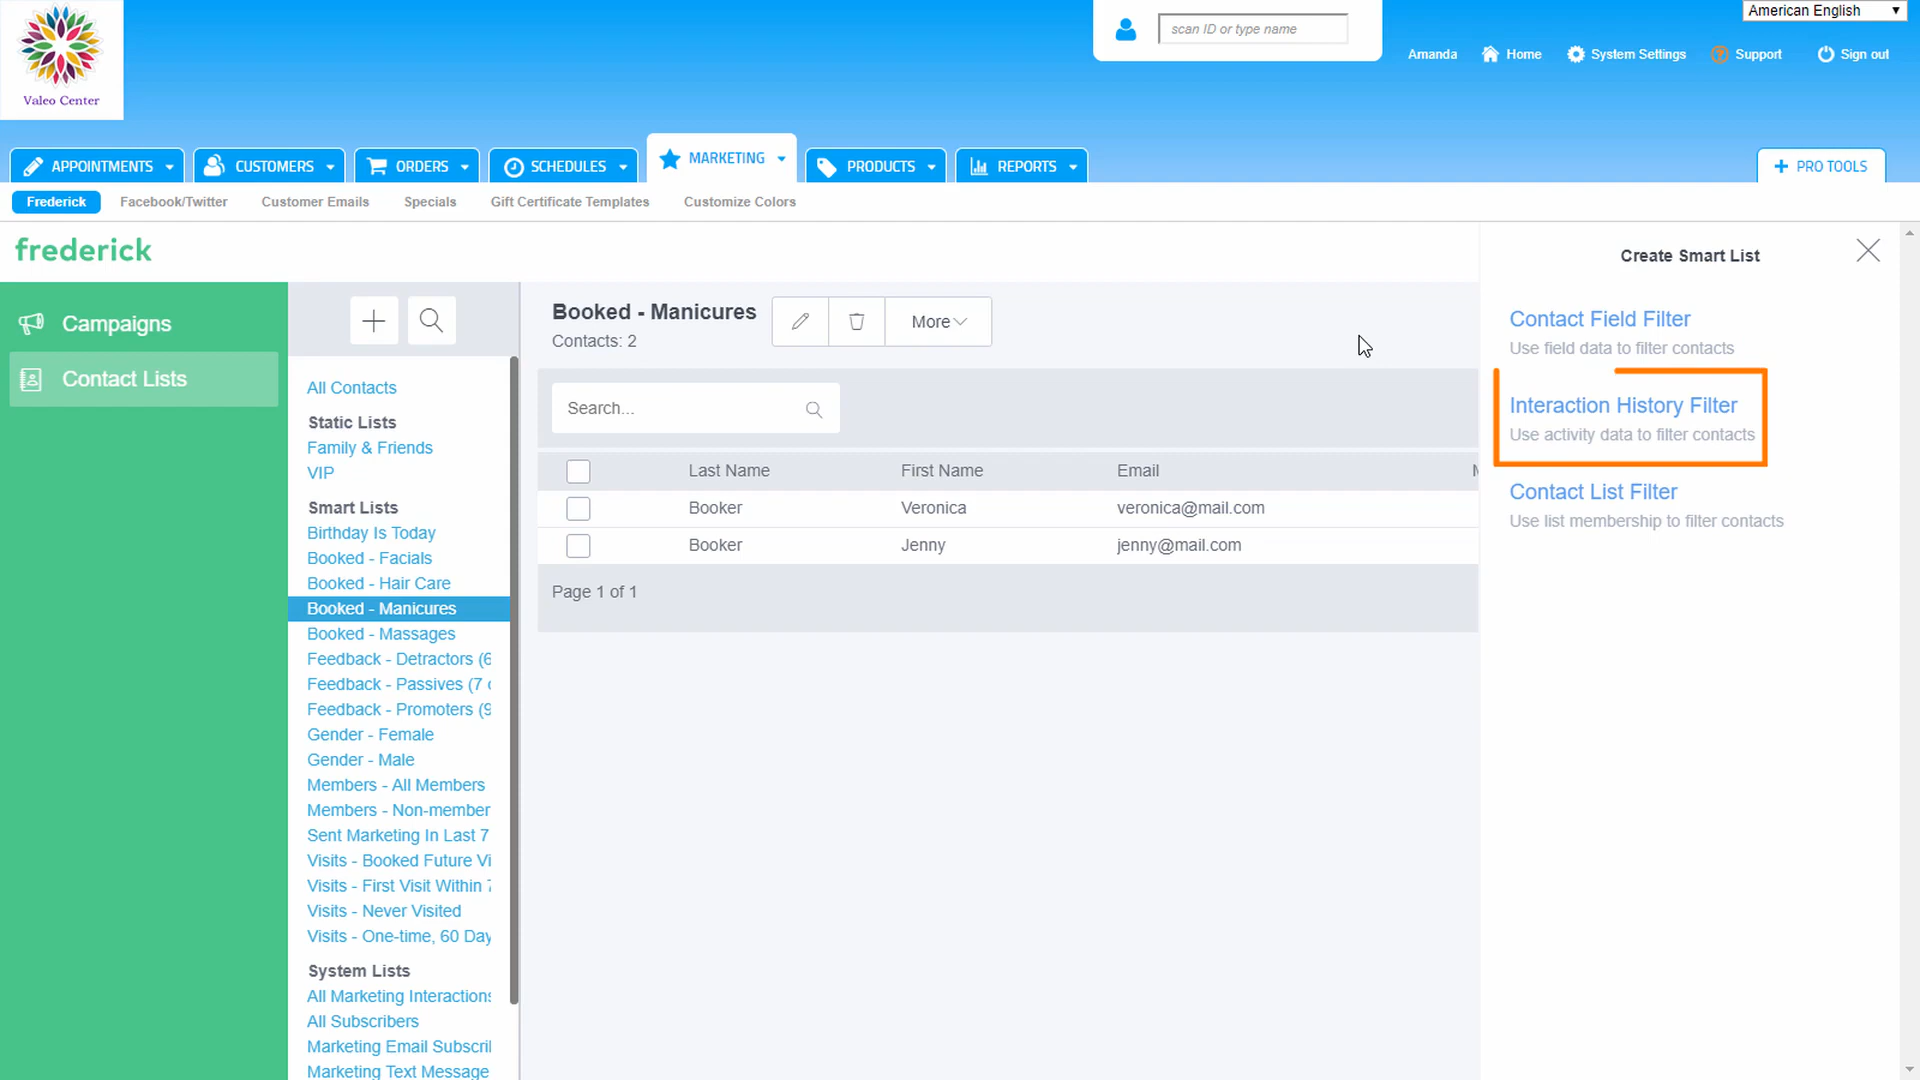 American English
scan ID or type name
Amanda
Home
System Settings
Support
Sign out
Valeo Center
APPOINTMENTS
CUSTOMERS
ORDERS
SCHEDULES
MARKETING
PRODUCTS
REPORTS
PRO TOOLS
Frederick
Facebook/Twitter
Customer Emails
Specials
Gift Certificate Templates
Customize Colors
frederick
Campaigns
Contact Lists
All Contacts
Static Lists
Family & Friends
VIP
Smart Lists
Birthday Is Today
Booked - Facials
Booked - Hair Care
Booked - Manicures
Booked - Massages
Feedback - Detractors (6
Feedback - Passives (7
Feedback - Promoters (9
Gender - Female
Gender - Male
Members - All Members
Members - Non-member
Sent Marketing In Last 7
Visits - Booked Future Vi
Visits - First Visit Within 7
Visits - Never Visited
Visits - One-time, 60 Day
System Lists
All Marketing Interactions
All Subscribers
Marketing Email Subscri
Marketing Text Message
Booked - Manicures
Contacts: 2
More
Search...
Last Name First Name Email
Booker Veronica veronica@mail.com
Booker Jenny jenny@mail.com
Page 1 of 1
Create Smart List
Contact Field Filter
Use field data to filter contacts
Interaction History Filter
Use activity data to filter contacts
Contact List Filter
Use list membership to filter contacts